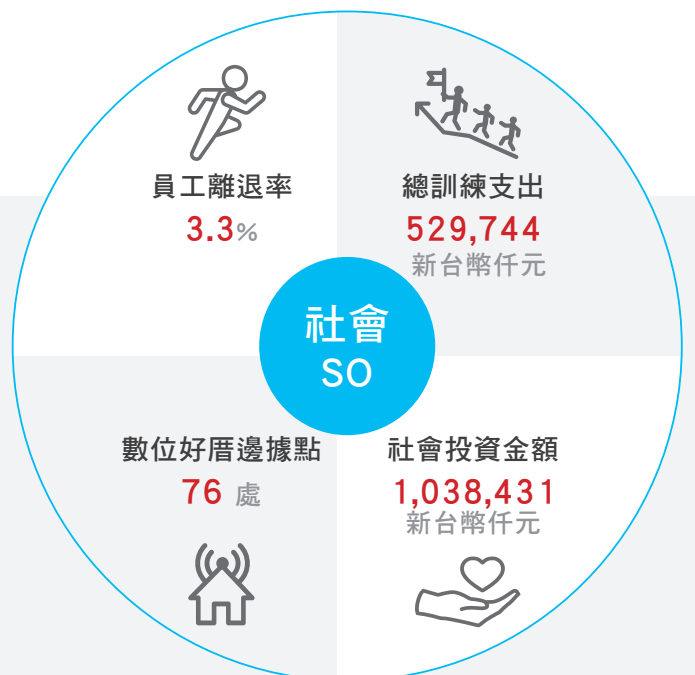 員工離退率
3.3%
總訓練支出
529,744
新台幣仟元
社會
SO
數位好厝邊據點
76 處
社會投資金額
1,038,431
新台幣仟元